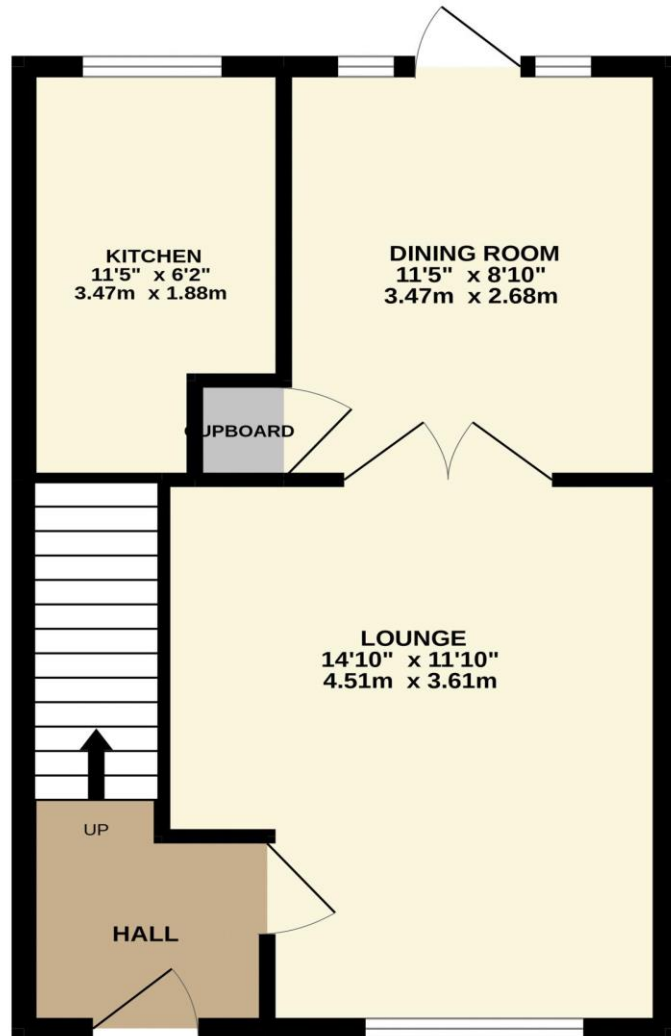 KITCHEN
11'5" x 6'2"
3.47m x 1.88m
DINING ROOM
11'5" x 8'10"
3.47m x 2.68m
CUPBOARD
LOUNGE
14'10" x 11'10"
4.51m x 3.61m
UP
HALL